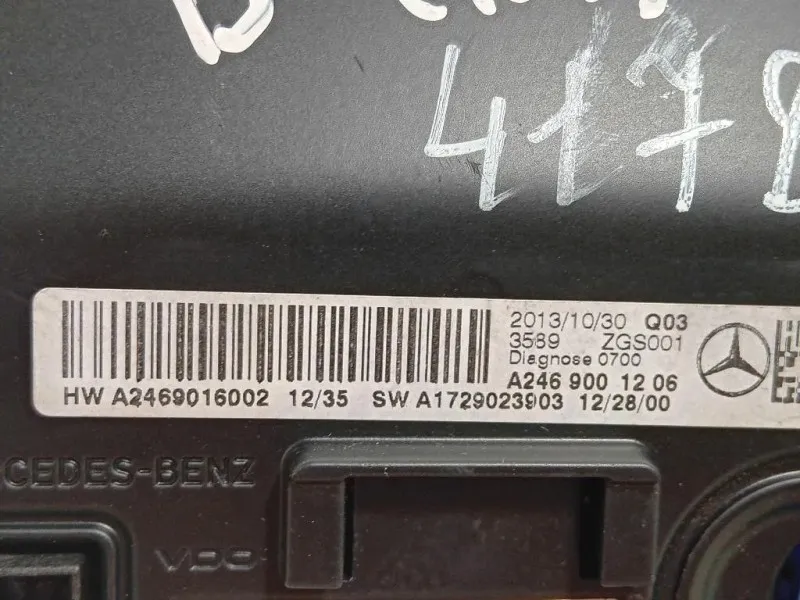 B
4178
2013/10/30 Q03
3589 ZGS001
Diagnose 0700
A246 900 12 06
HW A2469016002 12/35 SW A1729023903 12/28/00
CEDES-BENZ
VDO